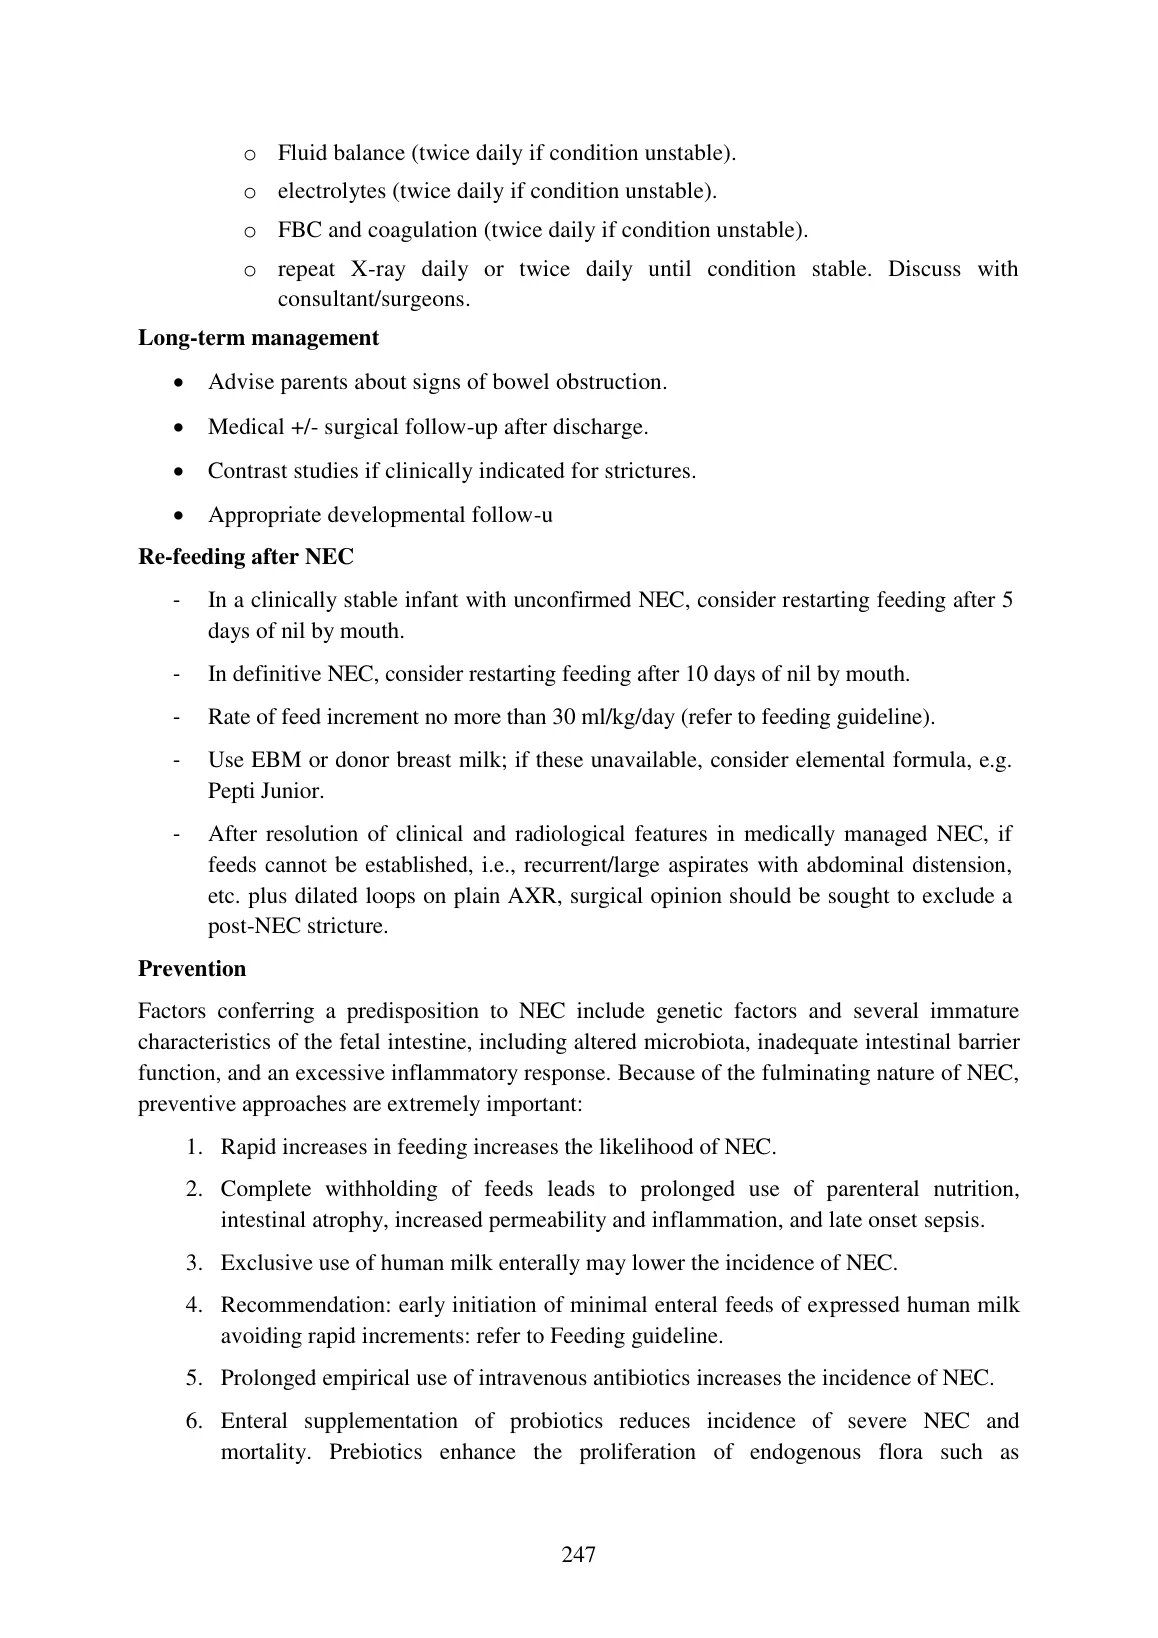 o Fluid balance (twice daily if condition unstable).
o electrolytes (twice daily if condition unstable).
o FBC and coagulation (twice daily if condition unstable).
o repeat X-ray daily or twice daily until condition stable. Discuss with
consultant/surgeons.
Long-term management
• Advise parents about signs of bowel obstruction.
• Medical +/- surgical follow-up after discharge.
• Contrast studies if clinically indicated for strictures.
• Appropriate developmental follow-u
Re-feeding after NEC
- In a clinically stable infant with unconfirmed NEC, consider restarting feeding after 5
days of nil by mouth.
- In definitive NEC, consider restarting feeding after 10 days of nil by mouth.
- Rate of feed increment no more than 30 ml/kg/day (refer to feeding guideline).
- Use EBM or donor breast milk; if these unavailable, consider elemental formula, e.g.
Pepti Junior.
- After resolution of clinical and radiological features in medically managed NEC, if
feeds cannot be established, i.e., recurrent/large aspirates with abdominal distension,
etc. plus dilated loops on plain AXR, surgical opinion should be sought to exclude a
post-NEC stricture.
Prevention
Factors conferring a predisposition to NEC include genetic factors and several immature
characteristics of the fetal intestine, including altered microbiota, inadequate intestinal barrier
function, and an excessive inflammatory response. Because of the fulminating nature of NEC,
preventive approaches are extremely important:
1. Rapid increases in feeding increases the likelihood of NEC.
2. Complete withholding of feeds leads to prolonged use of parenteral nutrition,
intestinal atrophy, increased permeability and inflammation, and late onset sepsis.
3. Exclusive use of human milk enterally may lower the incidence of NEC.
4. Recommendation: early initiation of minimal enteral feeds of expressed human milk
avoiding rapid increments: refer to Feeding guideline.
5. Prolonged empirical use of intravenous antibiotics increases the incidence of NEC.
6. Enteral supplementation of probiotics reduces incidence of severe NEC and
mortality. Prebiotics enhance the proliferation of endogenous flora such as
247